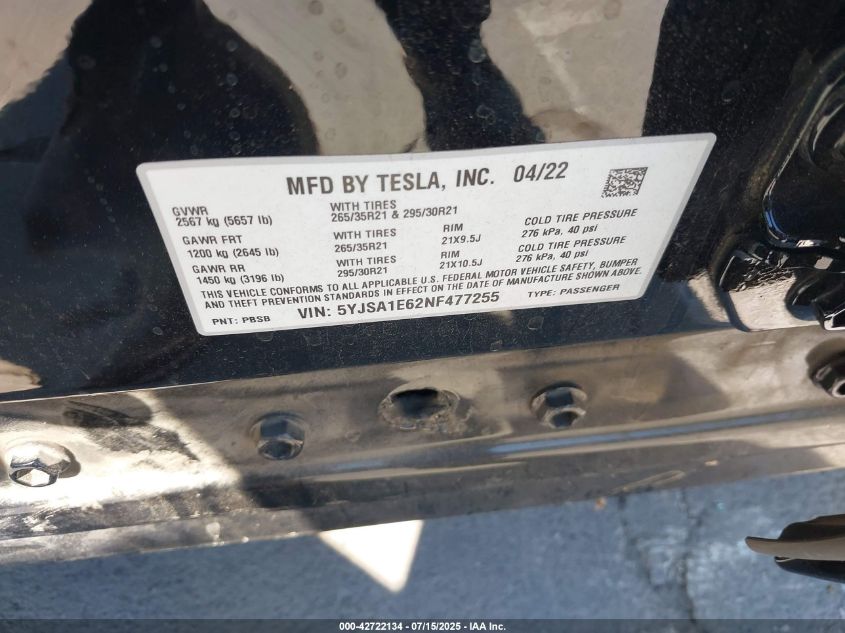 MFD BY TESLA, INC. 04/22
GVWR
2567 kg (5657 lb)
WITH TIRES
265/35R21 & 295/30R21
GAWR FRT
1200 kg (2645 lb)
WITH TIRES
265/35R21
RIM
21X9.5J
COLD TIRE PRESSURE
276 kPa, 40 psi
GAWR RR
1450 kg (3196 lb)
WITH TIRES
295/30R21
RIM
21X10.5J
COLD TIRE PRESSURE
276 kPa, 40 psi
THIS VEHICLE CONFORMS TO ALL APPLICABLE U.S. FEDERAL MOTOR VEHICLE SAFETY, BUMPER
AND THEFT PREVENTION STANDARDS IN EFFECT ON THE DATE OF MANUFACTURE SHOWN ABOVE.
PNT: PBSB VIN: 5YJSA1E62NF477255 TYPE: PASSENGER
000-42722134 - 07/15/2025 - IAA Inc.